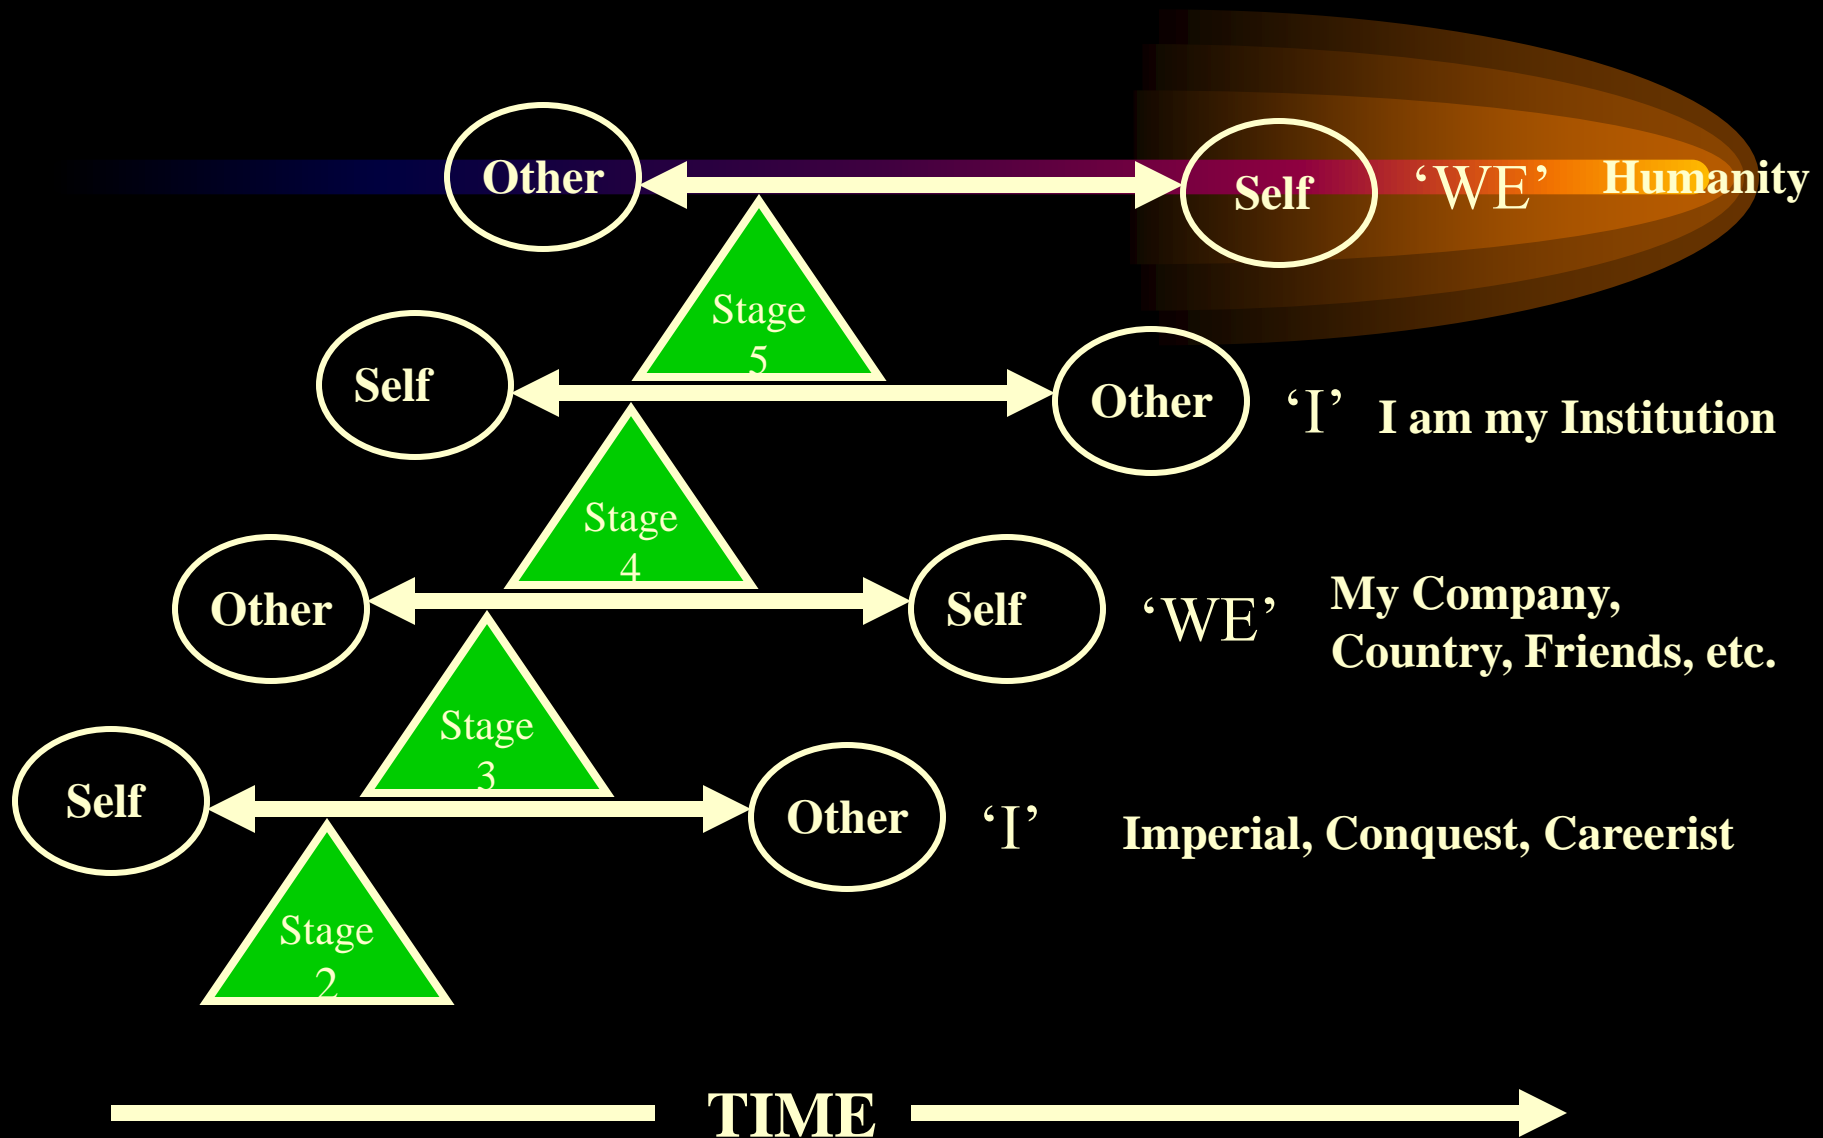 Other
Self
‘WE’
Humanity
Stage
5
Self
Other
‘I’
I am my Institution
Stage
4
Other
Self
‘WE’
My Company,
Country, Friends, etc.
Stage
3
Self
Other
‘I’
Imperial, Conquest, Careerist
Stage
2
TIME